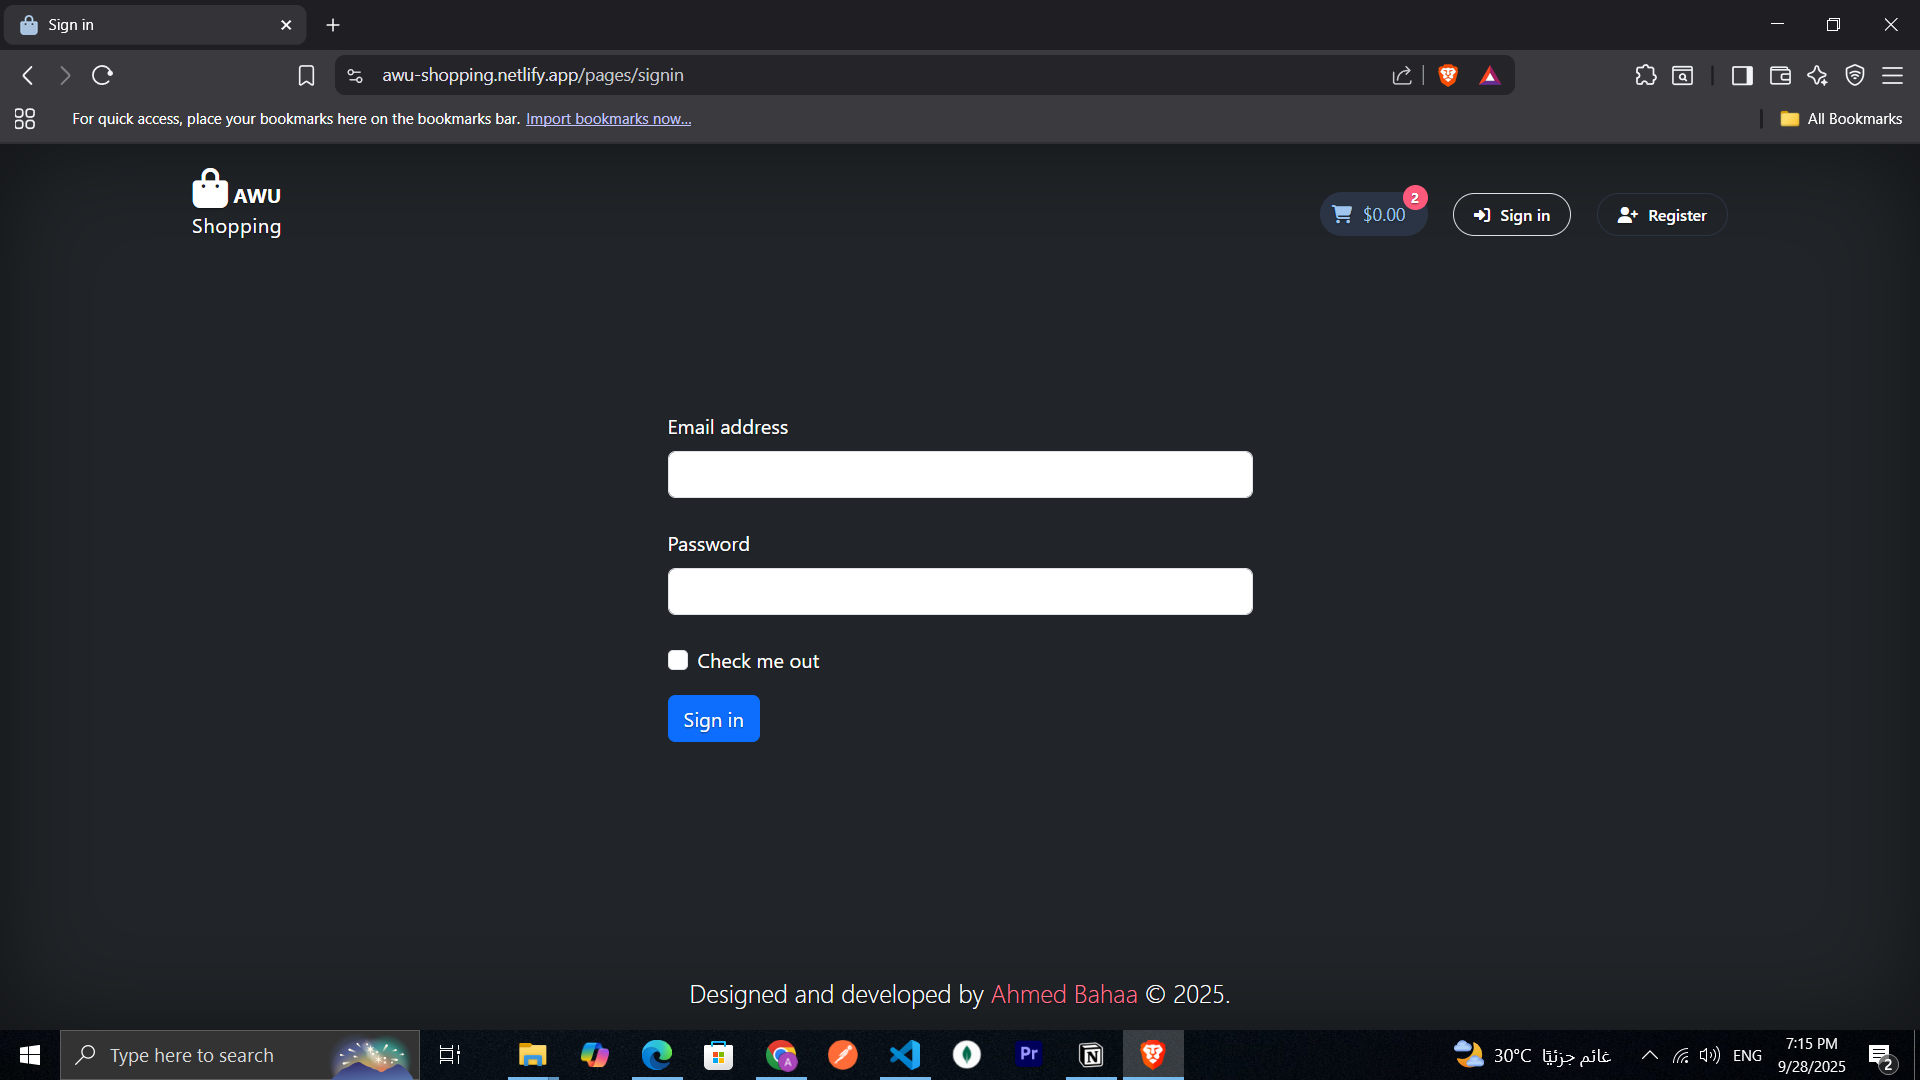 Sign in
awu-shopping.netlify.app/pages/signin
For quick access, place your bookmarks here on the bookmarks bar. Import bookmarks now...
All Bookmarks
AWU
Shopping
2
$0.00
Sign in
Register
Email address
Password
Check me out
Sign in
Designed and developed by Ahmed Bahaa © 2025.
Type here to search
A
Pr
N
30°C غائم جزئيًا
ENG
7:15 PM
9/28/2025
2